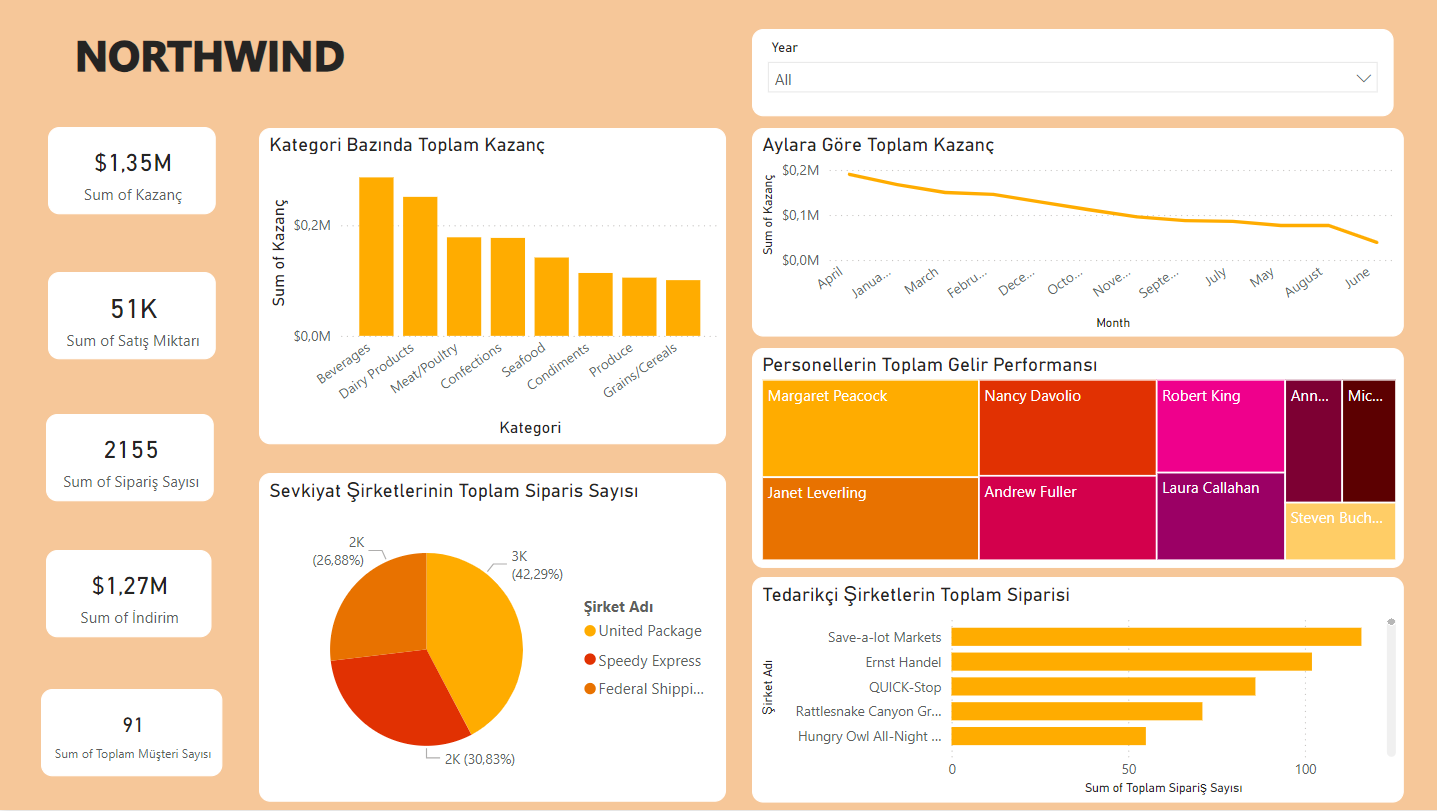 NORTHWIND
Year
All
$1,35M
Sum of Kazanç
51K
Sum of Satış Miktarı
2155
Sum of Sipariş Sayısı
$1,27M
Sum of İndirim
91
Sum of Toplam Müşteri Sayısı
Kategori Bazında Toplam Kazanç
Sum of Kazanç
$0,2M
$0,0M
Beverages
Dairy Products
Meat/Poultry
Confections
Seafood
Condiments
Produce
Grains/Cereals
Kategori
Sevkiyat Şirketlerinin Toplam Siparis Sayısı
2K
(26,88%)
3K
(42,29%)
2K (30,83%)
Şirket Adı
United Package
Speedy Express
Federal Shippi...
Aylara Göre Toplam Kazanç
Sum of Kazanç
$0,2M
$0,1M
$0,0M
April
Janua...
March
Febru...
Dece...
Octo...
Nove...
Septe...
July
May
August
June
Month
Personellerin Toplam Gelir Performansı
Margaret Peacock
Nancy Davolio
Robert King
Ann...
Mic...
Janet Leverling
Andrew Fuller
Laura Callahan
Steven Buch...
Tedarikçi Şirketlerin Toplam Siparisi
Şirket Adı
Save-a-lot Markets
Ernst Handel
QUICK-Stop
Rattlesnake Canyon Gr...
Hungry Owl All-Night ...
0
50
100
Sum of Toplam Sipariş Sayısı